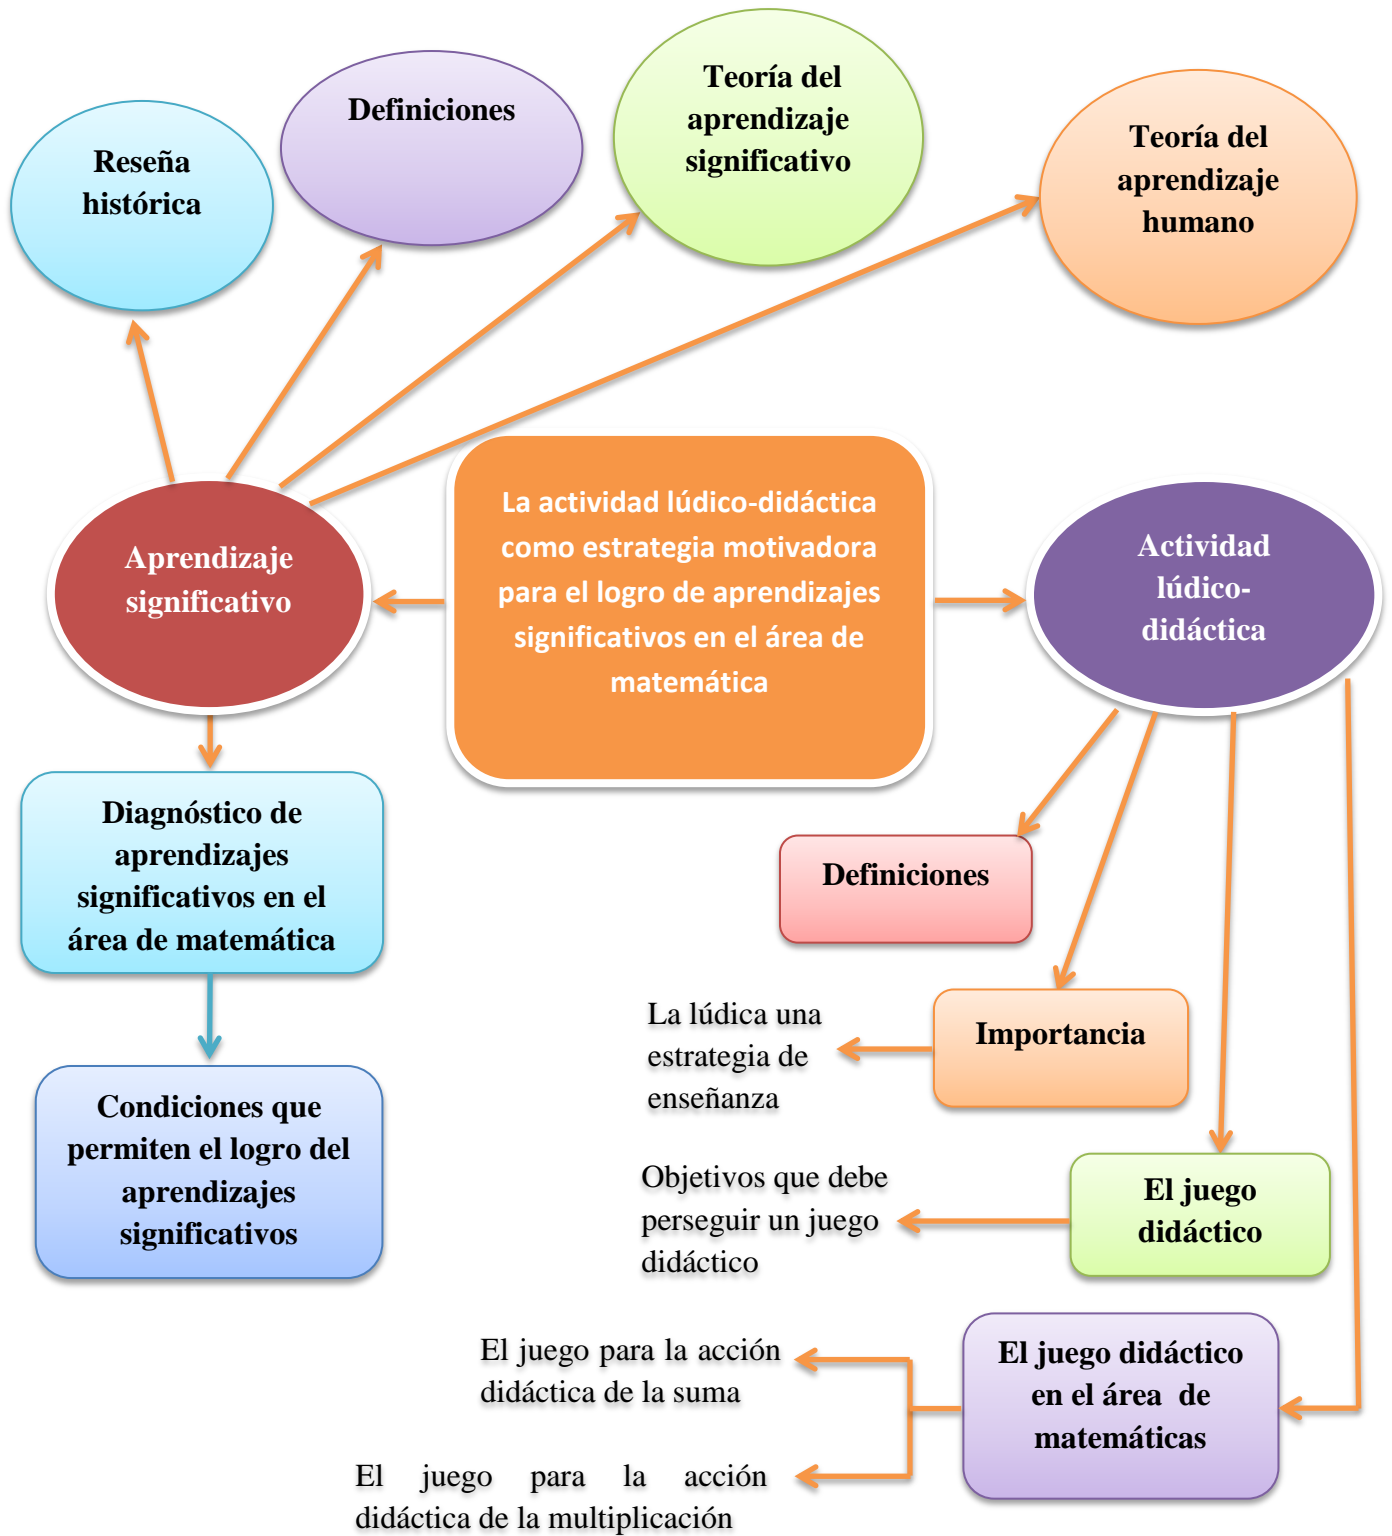 Reseña
histórica
Definiciones
Teoría del
aprendizaje
significativo
Teoría del
aprendizaje
humano
Aprendizaje
significativo
La actividad lúdico-didáctica
como estrategia motivadora
para el logro de aprendizajes
significativos en el área de
matemática
Actividad
lúdico-
didáctica
Diagnóstico de
aprendizajes
significativos en el
área de matemática
Condiciones que
permiten el logro del
aprendizajes
significativos
Definiciones
Importancia
La lúdica una
estrategia de
enseñanza
El juego
didáctico
Objetivos que debe
perseguir un juego
didáctico
El juego didáctico
en el área  de
matemáticas
El juego para la acción
didáctica de la suma
El juego para la acción
didáctica de la multiplicación